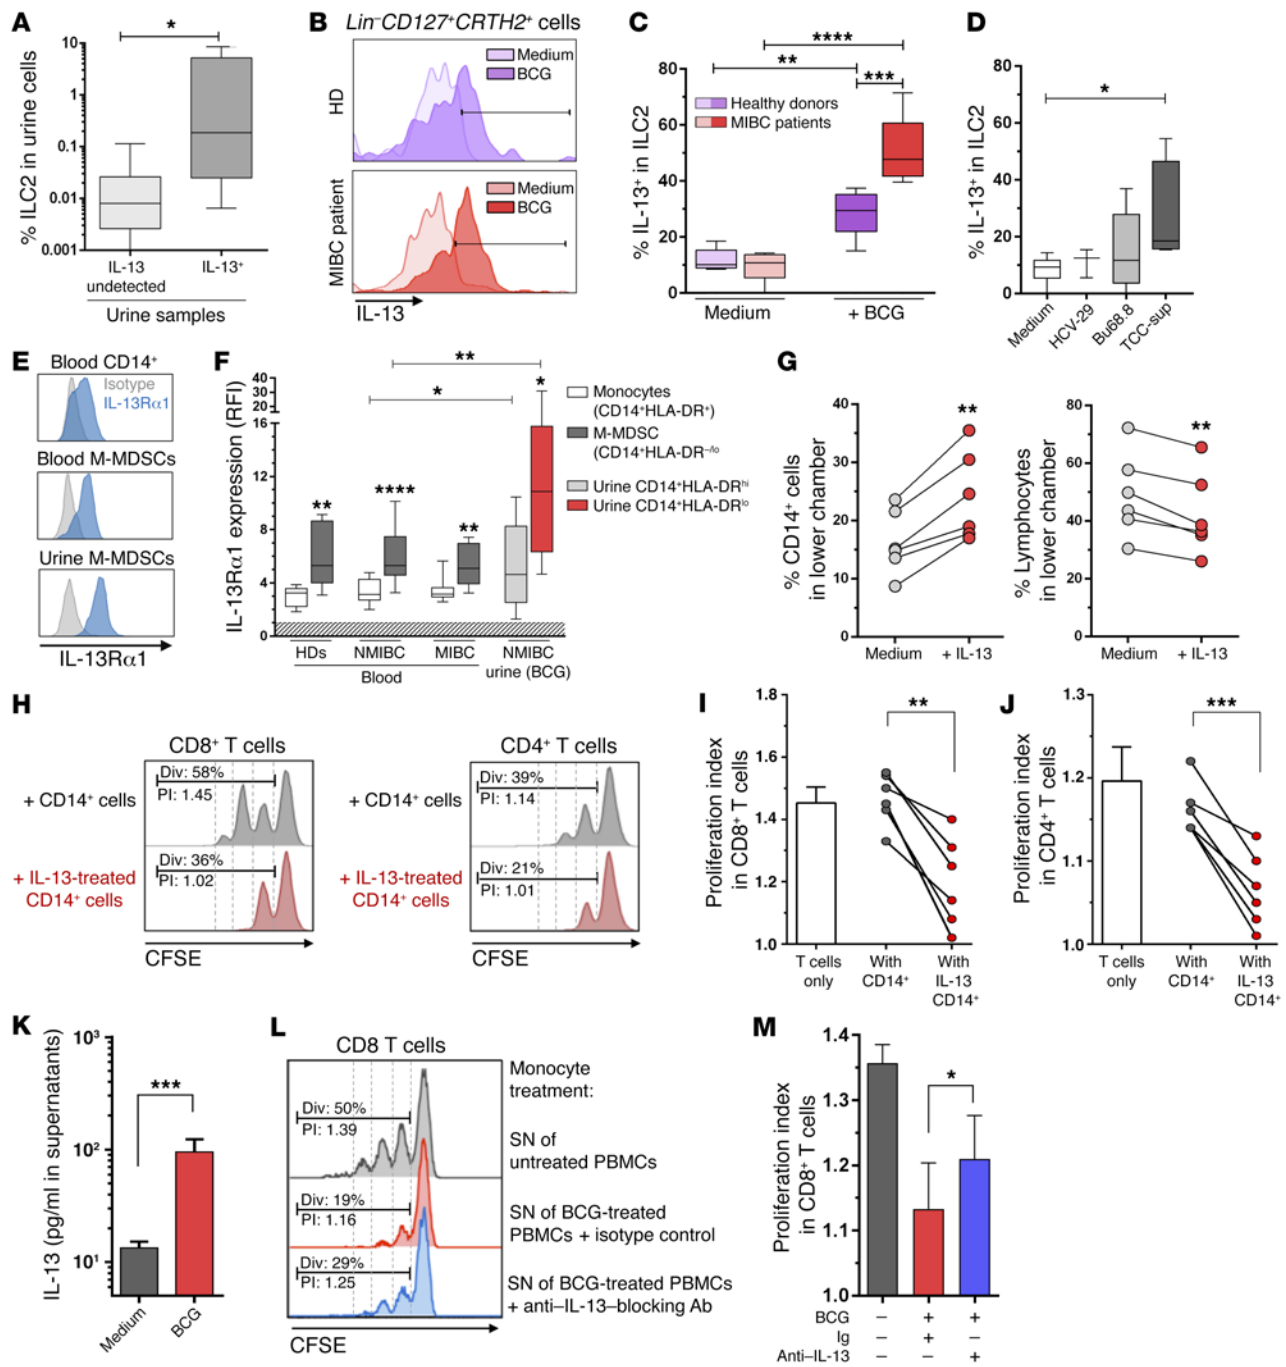 A
*
% ILC2 in urine cells
10
1
0.1
0.01
0.001
IL-13
undetected
IL-13⁺
Urine samples
B
Lin⁻CD127⁺CRTH2⁺ cells
HD
Medium
BCG
MIBC patient
Medium
BCG
IL-13
C
****
**
***
% IL-13⁺ in ILC2
80
60
40
20
0
Healthy donors
MIBC patients
Medium
+ BCG
D
*
% IL-13⁺ in ILC2
80
60
40
20
0
Medium
HCV-29
Bu68.8
TCC-sup
E
Blood CD14⁺
Isotype
IL-13Rα1
Blood M-MDSCs
Urine M-MDSCs
IL-13Rα1
F
**
*
*
**
****
**
IL-13Rα1 expression (RFI)
40
30
20
16
12
8
4
0
HDs
NMIBC
MIBC
NMIBC
urine (BCG)
Blood
Monocytes
(CD14⁺HLA-DR⁺)
M-MDSC
(CD14⁺HLA-DR⁻/lo
Urine CD14⁺HLA-DRhi
Urine CD14⁺HLA-DRlo
G
% CD14⁺ cells
in lower chamber
40
30
20
10
0
**
Medium
+ IL-13
% Lymphocytes
in lower chamber
80
60
40
20
0
**
Medium
+ IL-13
H
CD8⁺ T cells
+ CD14⁺ cells
Div: 58%
PI: 1.45
+ IL-13-treated
CD14⁺ cells
Div: 36%
PI: 1.02
CFSE
CD4⁺ T cells
+ CD14⁺ cells
Div: 39%
PI: 1.14
+ IL-13-treated
CD14⁺ cells
Div: 21%
PI: 1.01
CFSE
I
Proliferation index
in CD8⁺ T cells
1.8
1.6
1.4
1.2
1.0
**
T cells
only
With
CD14⁺
With
IL-13
CD14⁺
J
Proliferation index
in CD4⁺ T cells
1.3
1.2
1.1
1.0
***
T cells
only
With
CD14⁺
With
IL-13
CD14⁺
K
IL-13 (pg/ml in supernatants)
10³
10²
10¹
***
Medium
BCG
L
CD8 T cells
Div: 50%
PI: 1.39
Div: 19%
PI: 1.16
Div: 29%
PI: 1.25
CFSE
Monocyte
treatment:
SN of
untreated PBMCs
SN of BCG-treated
PBMCs + isotype control
SN of BCG-treated PBMCs
+ anti–IL-13–blocking Ab
M
Proliferation index
in CD8⁺ T cells
1.4
1.3
1.2
1.1
1.0
*
BCG − + +
Ig − + −
Anti–IL-13 − − +